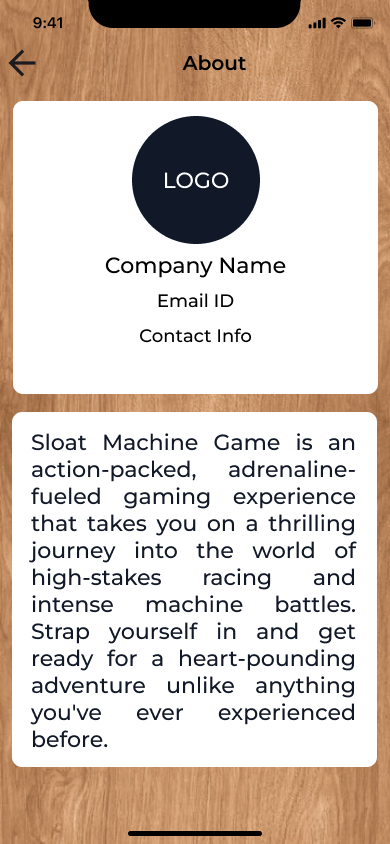 9:41
About
LOGO
Company Name
Email ID
Contact Info
Sloat Machine Game is an
action-packed, adrenaline-
fueled gaming experience
that takes you on a thrilling
journey into the world of
high-stakes racing and
intense machine battles.
Strap yourself in and get
ready for a heart-pounding
adventure unlike anything
you've ever experienced
before.